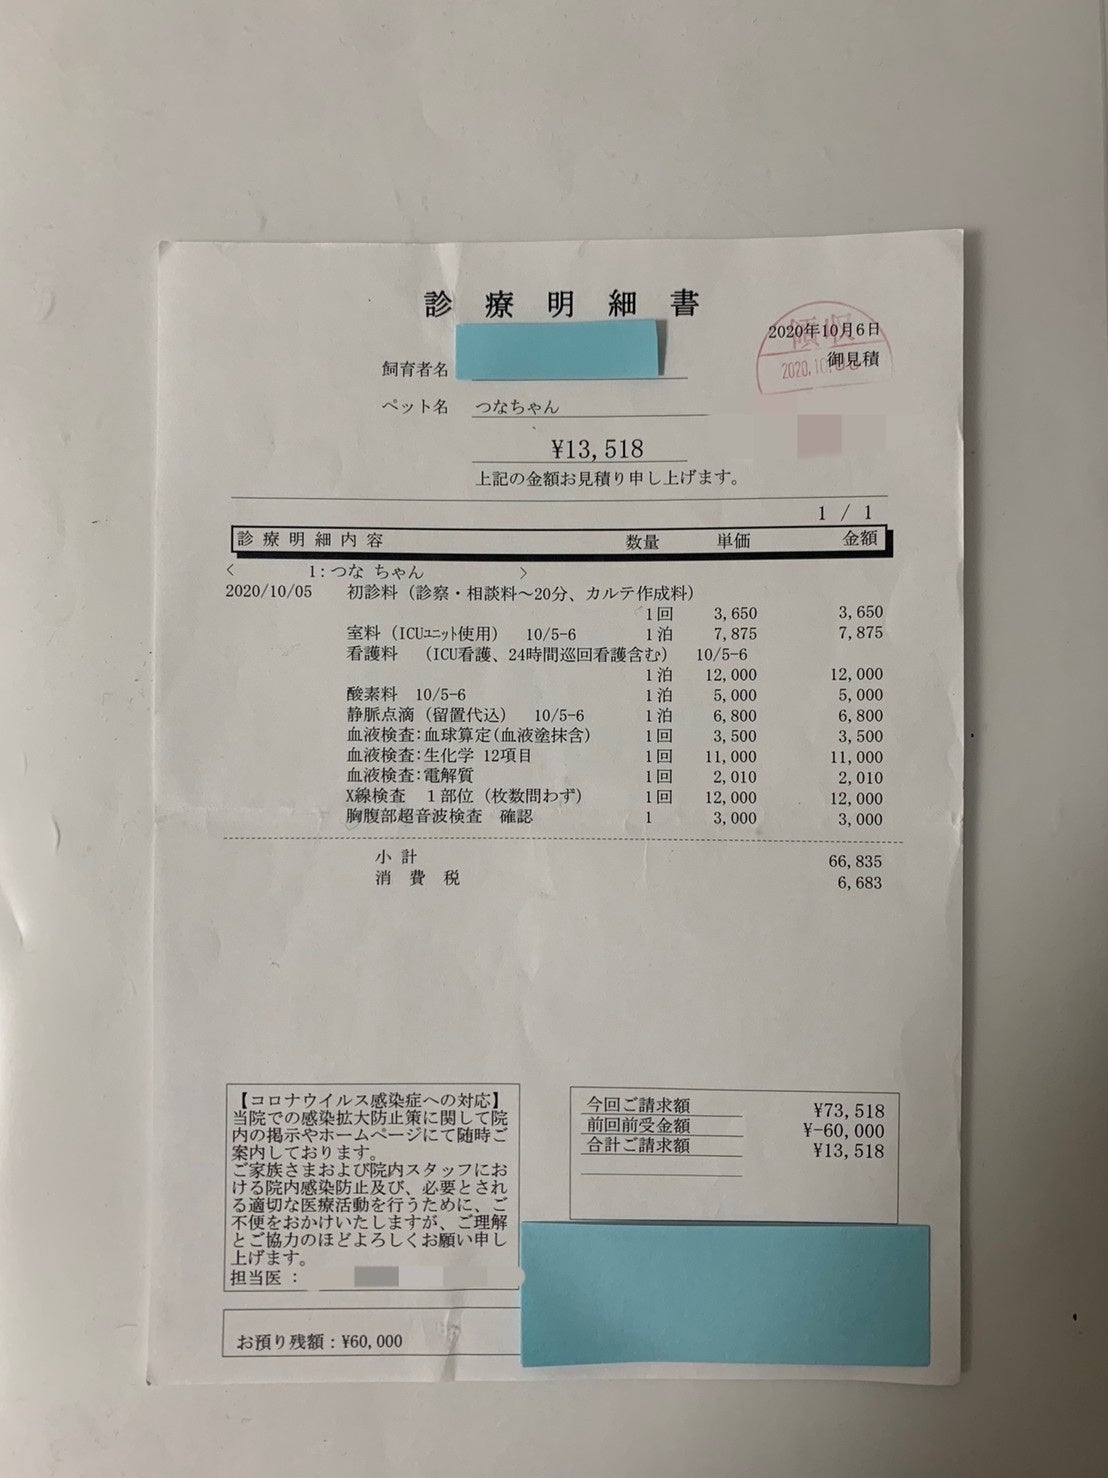 診療明細書
領収
2020年10月6日
2020.10.
御見積
飼育者名
ペット名 つなちゃん
¥13,518
上記の金額お見積り申し上げます。
1 / 1
診療明細内容 数量 単価 金額
< 1:つな ちゃん >
2020/10/05 初診料(診察・相談料～20分、カルテ作成料)
1回 3,650 3,650
室料(ICUﾕﾆｯﾄ使用) 10/5-6 1泊 7,875 7,875
看護料 (ICU看護、24時間巡回看護含む) 10/5-6
1泊 12,000 12,000
酸素料 10/5-6 1泊 5,000 5,000
静脈点滴(留置代込) 10/5-6 1泊 6,800 6,800
血液検査:血球算定(血液塗抹含) 1回 3,500 3,500
血液検査:生化学 12項目 1回 11,000 11,000
血液検査:電解質 1回 2,010 2,010
X線検査 1部位(枚数問わず) 1回 12,000 12,000
胸腹部超音波検査 確認 1 3,000 3,000
小計 66,835
消費税 6,683
【コロナウイルス感染症への対応】
当院での感染拡大防止策に関して院
内の掲示やホームページにて随時ご
案内しております。
ご家族さまおよび院内スタッフにお
ける院内感染防止及び、必要とされ
る適切な医療活動を行うために、ご
不便をおかけいたしますが、ご理解
とご協力のほどよろしくお願い申し
上げます。
担当医：
今回ご請求額 ¥73,518
前回前受金額 ¥-60,000
合計ご請求額 ¥13,518
お預り残額：¥60,000